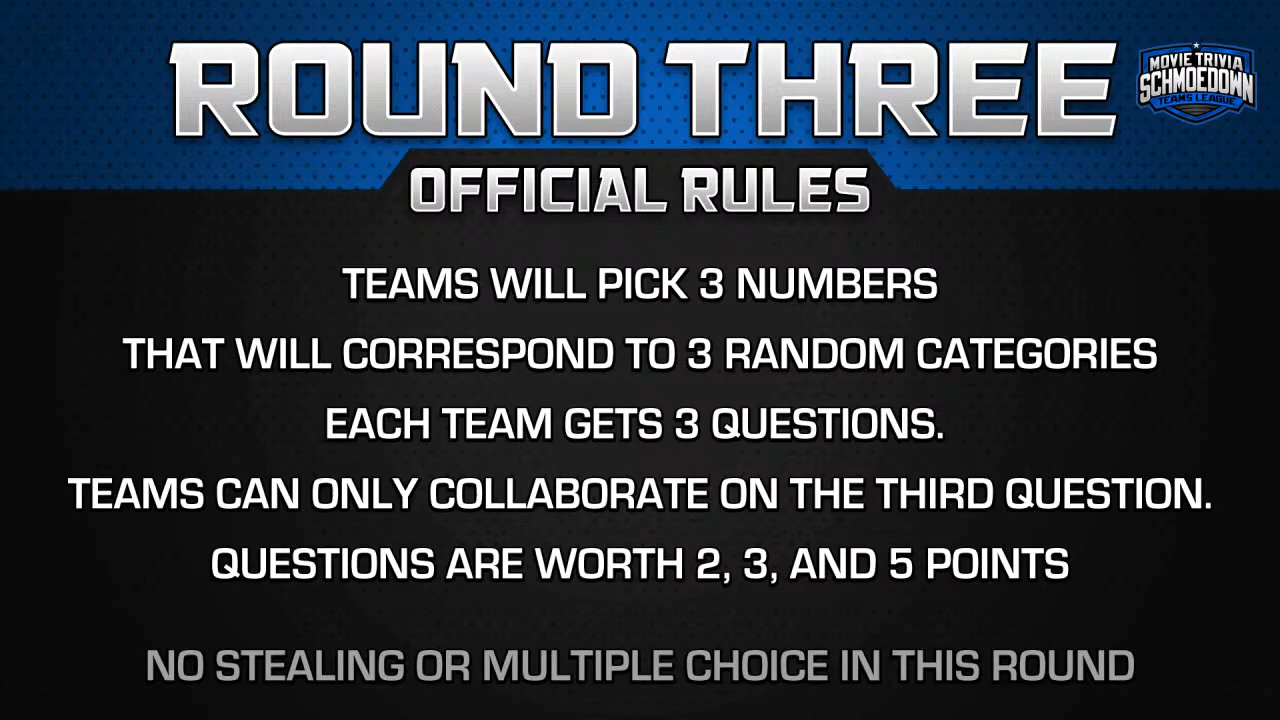 ROUND THREE
MOVIE TRIVIA
SCHMOEDOWN
TEAMS LEAGUE
OFFICIAL RULES
TEAMS WILL PICK 3 NUMBERS
THAT WILL CORRESPOND TO 3 RANDOM CATEGORIES
EACH TEAM GETS 3 QUESTIONS.
TEAMS CAN ONLY COLLABORATE ON THE THIRD QUESTION.
QUESTIONS ARE WORTH 2, 3, AND 5 POINTS
NO STEALING OR MULTIPLE CHOICE IN THIS ROUND